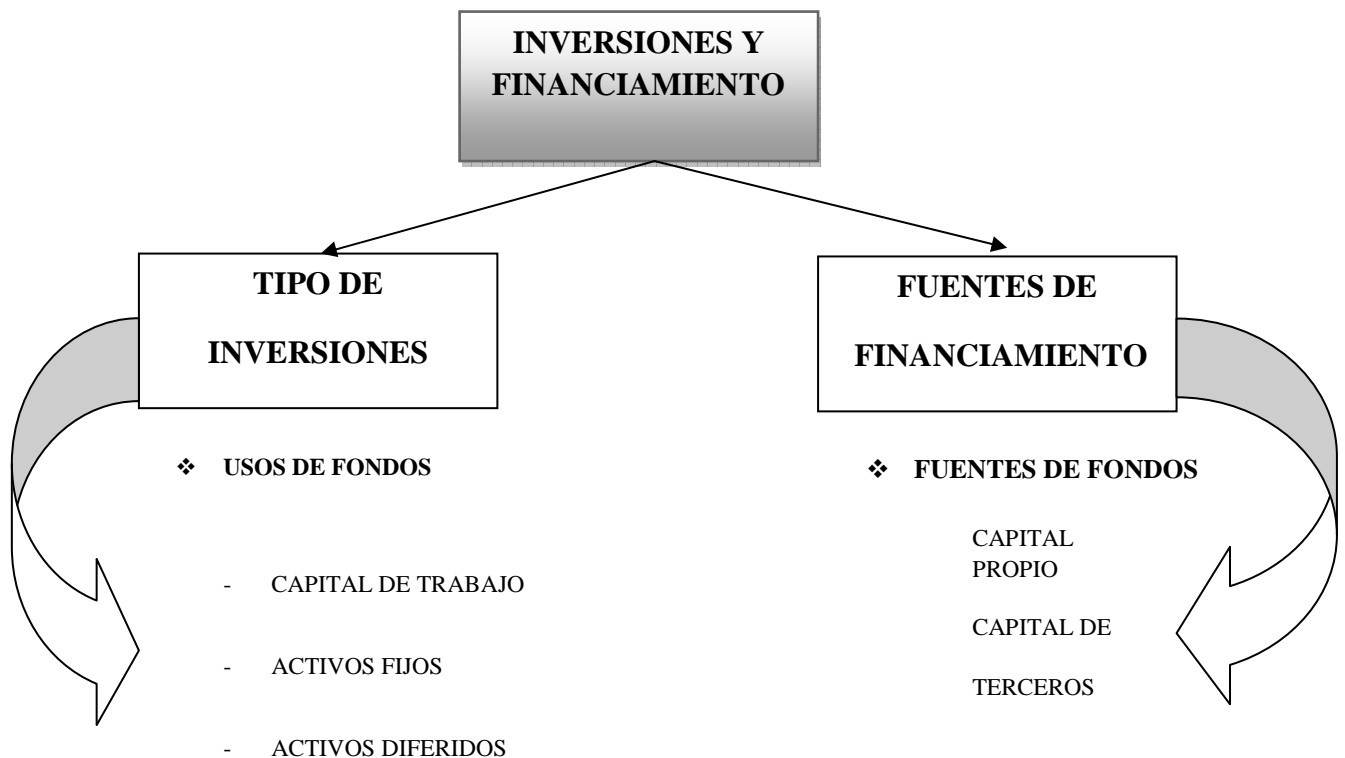 INVERSIONES Y
FINANCIAMIENTO
TIPO DE
INVERSIONES
❖ USOS DE FONDOS
- CAPITAL DE TRABAJO
- ACTIVOS FIJOS
- ACTIVOS DIFERIDOS
FUENTES DE
FINANCIAMIENTO
❖ FUENTES DE FONDOS
CAPITAL
PROPIO
CAPITAL DE
TERCEROS